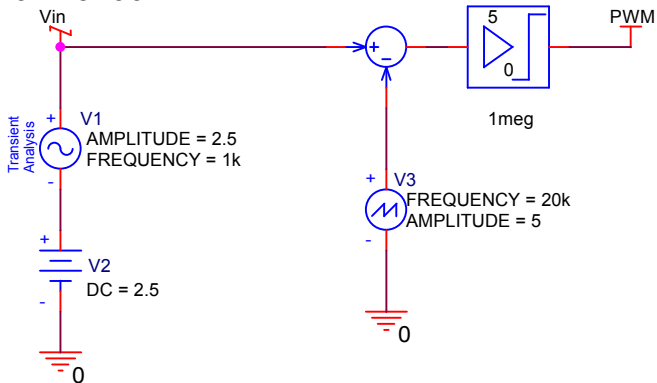 Vin
PWM
5
0
1meg
+
-
+
V1
AMPLITUDE = 2.5
FREQUENCY = 1k
Transient
Analysis
-
+
V3
FREQUENCY = 20k
AMPLITUDE = 5
-
+
V2
DC = 2.5
-
0
0